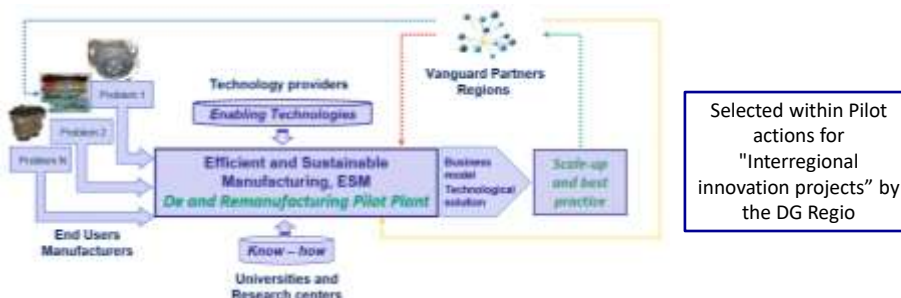 Problem 1
Problem 2
Problem N
End Users
Manufacturers
Technology providers
Enabling Technologies
Efficient and Sustainable
Manufacturing, ESM
De and Remanufacturing Pilot Plant
Know – how
Universities and
Research centers
Business
model
Technological
solution
Scale-up
and best
practice
Vanguard Partners
Regions
Selected within Pilot
actions for
"Interregional
innovation projects” by
the DG Regio